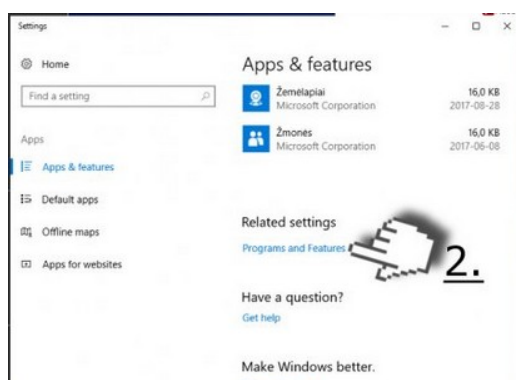 Settings
Home
Find a setting
Apps
Apps & features
Default apps
Offline maps
Apps for websites
Apps & features
Žemėlapiai 16,0 KB
Microsoft Corporation 2017-08-28
Žmonės 16,0 KB
Microsoft Corporation 2017-06-08
Related settings
Programs and Features
2.
Have a question?
Get help
Make Windows better.